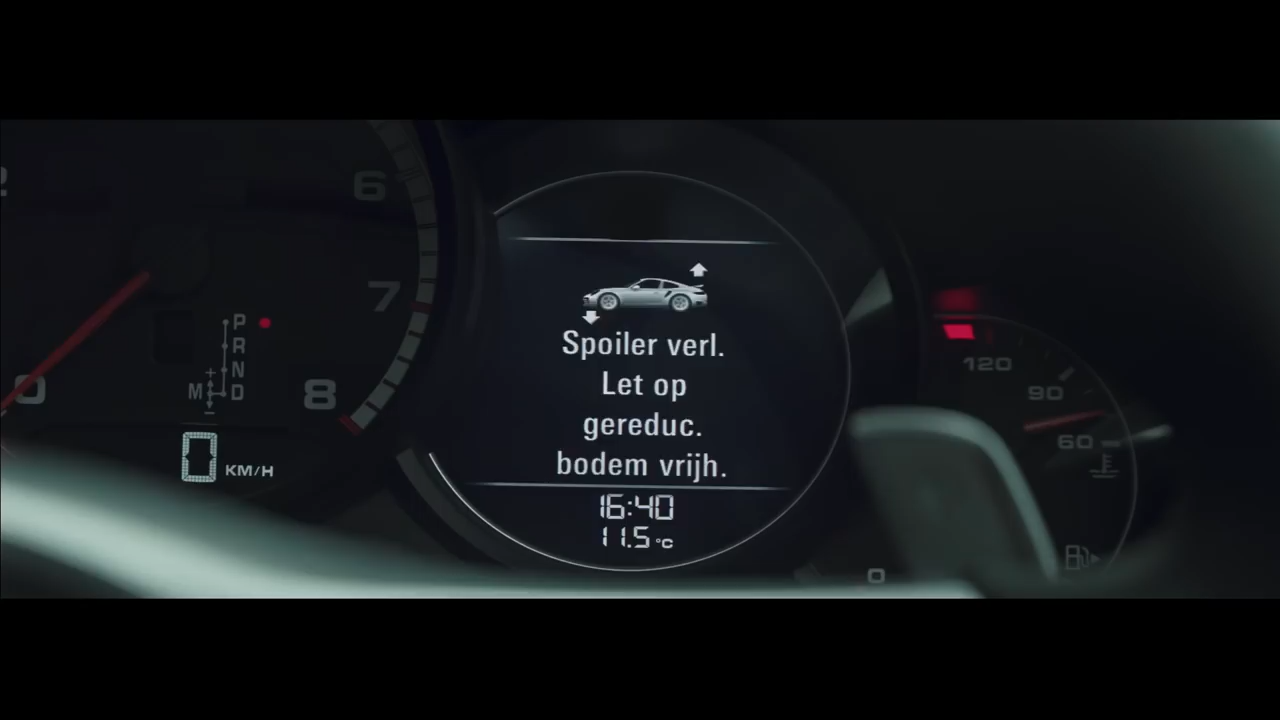 6
7
8
0
P
R
N
M D
+
-
0 KM/H
Spoiler verl.
Let op
gereduc.
bodem vrijh.
16:40
11.5 °C
120
90
60
0